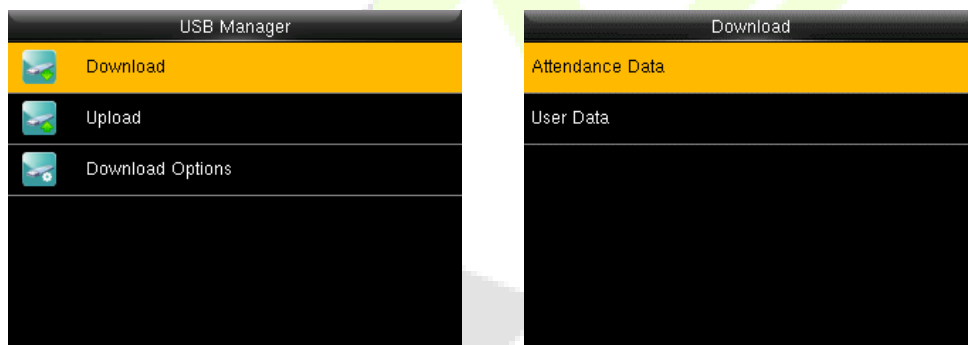 USB Manager
Download
Upload
Download Options
Download
Attendance Data
User Data